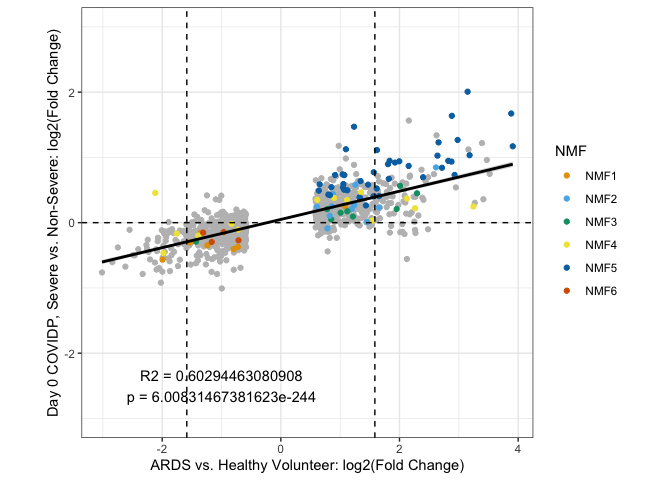 Day 0 COVIDP, Severe vs. Non-Severe: log2(Fold Change)
2
0
-2
R2 = 0.60294463080908
p = 6.00831467381623e-244
-2
0
2
4
ARDS vs. Healthy Volunteer: log2(Fold Change)
NMF
NMF1
NMF2
NMF3
NMF4
NMF5
NMF6